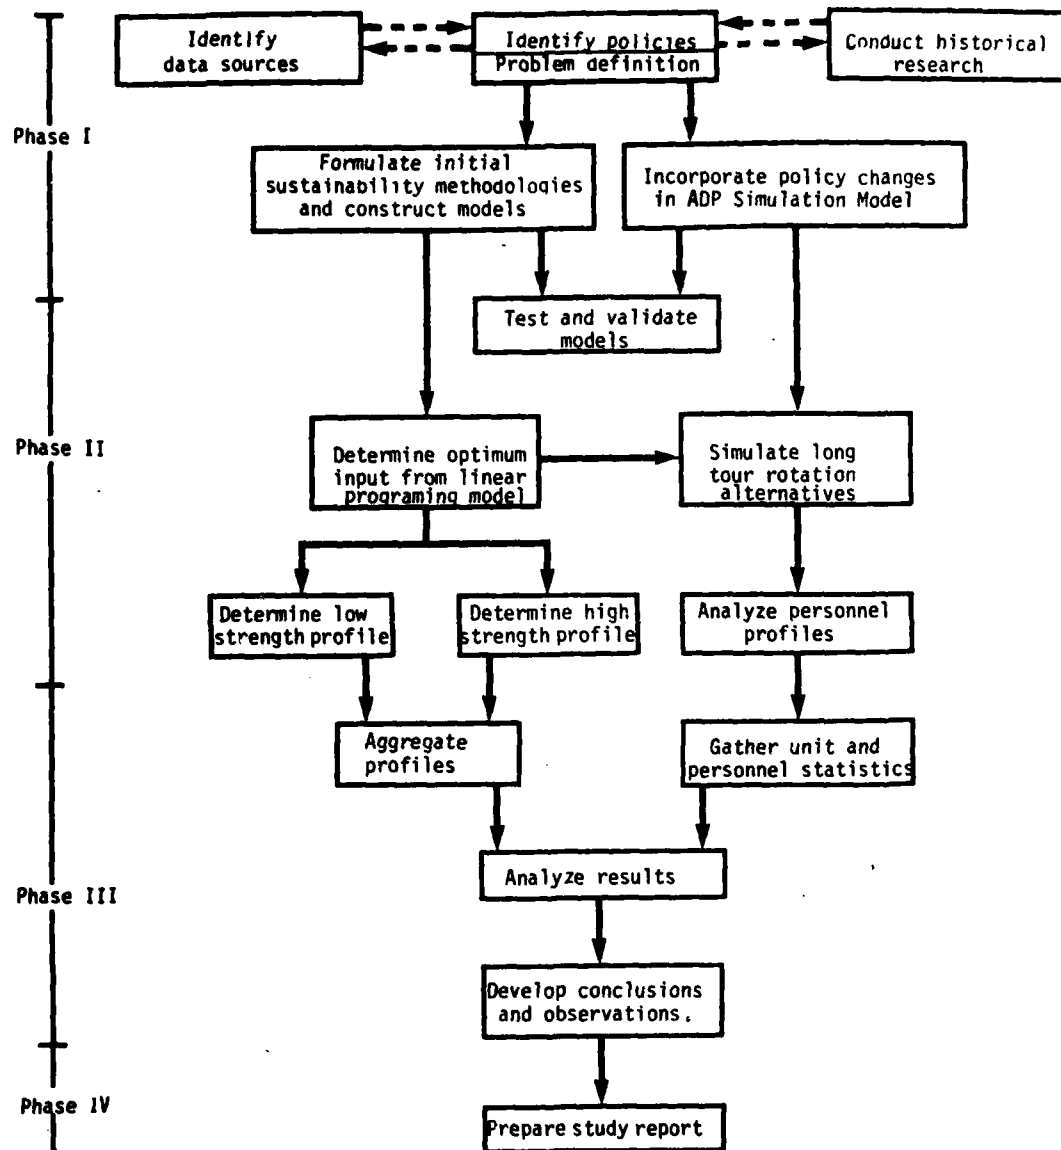 Identify
data sources
Identify policies
Problem definition
Conduct historical
research
Phase I
Formulate initial
sustainability methodologies
and construct models
Incorporate policy changes
in ADP Simulation Model
Test and validate
models
Phase II
Determine optimum
input from linear
programing model
Simulate long
tour rotation
alternatives
Determine low
strength profile
Determine high
strength profile
Analyze personnel
profiles
Aggregate
profiles
Gather unit and
personnel statistics
Phase III
Analyze results
Develop conclusions
and observations.
Phase IV
Prepare study report